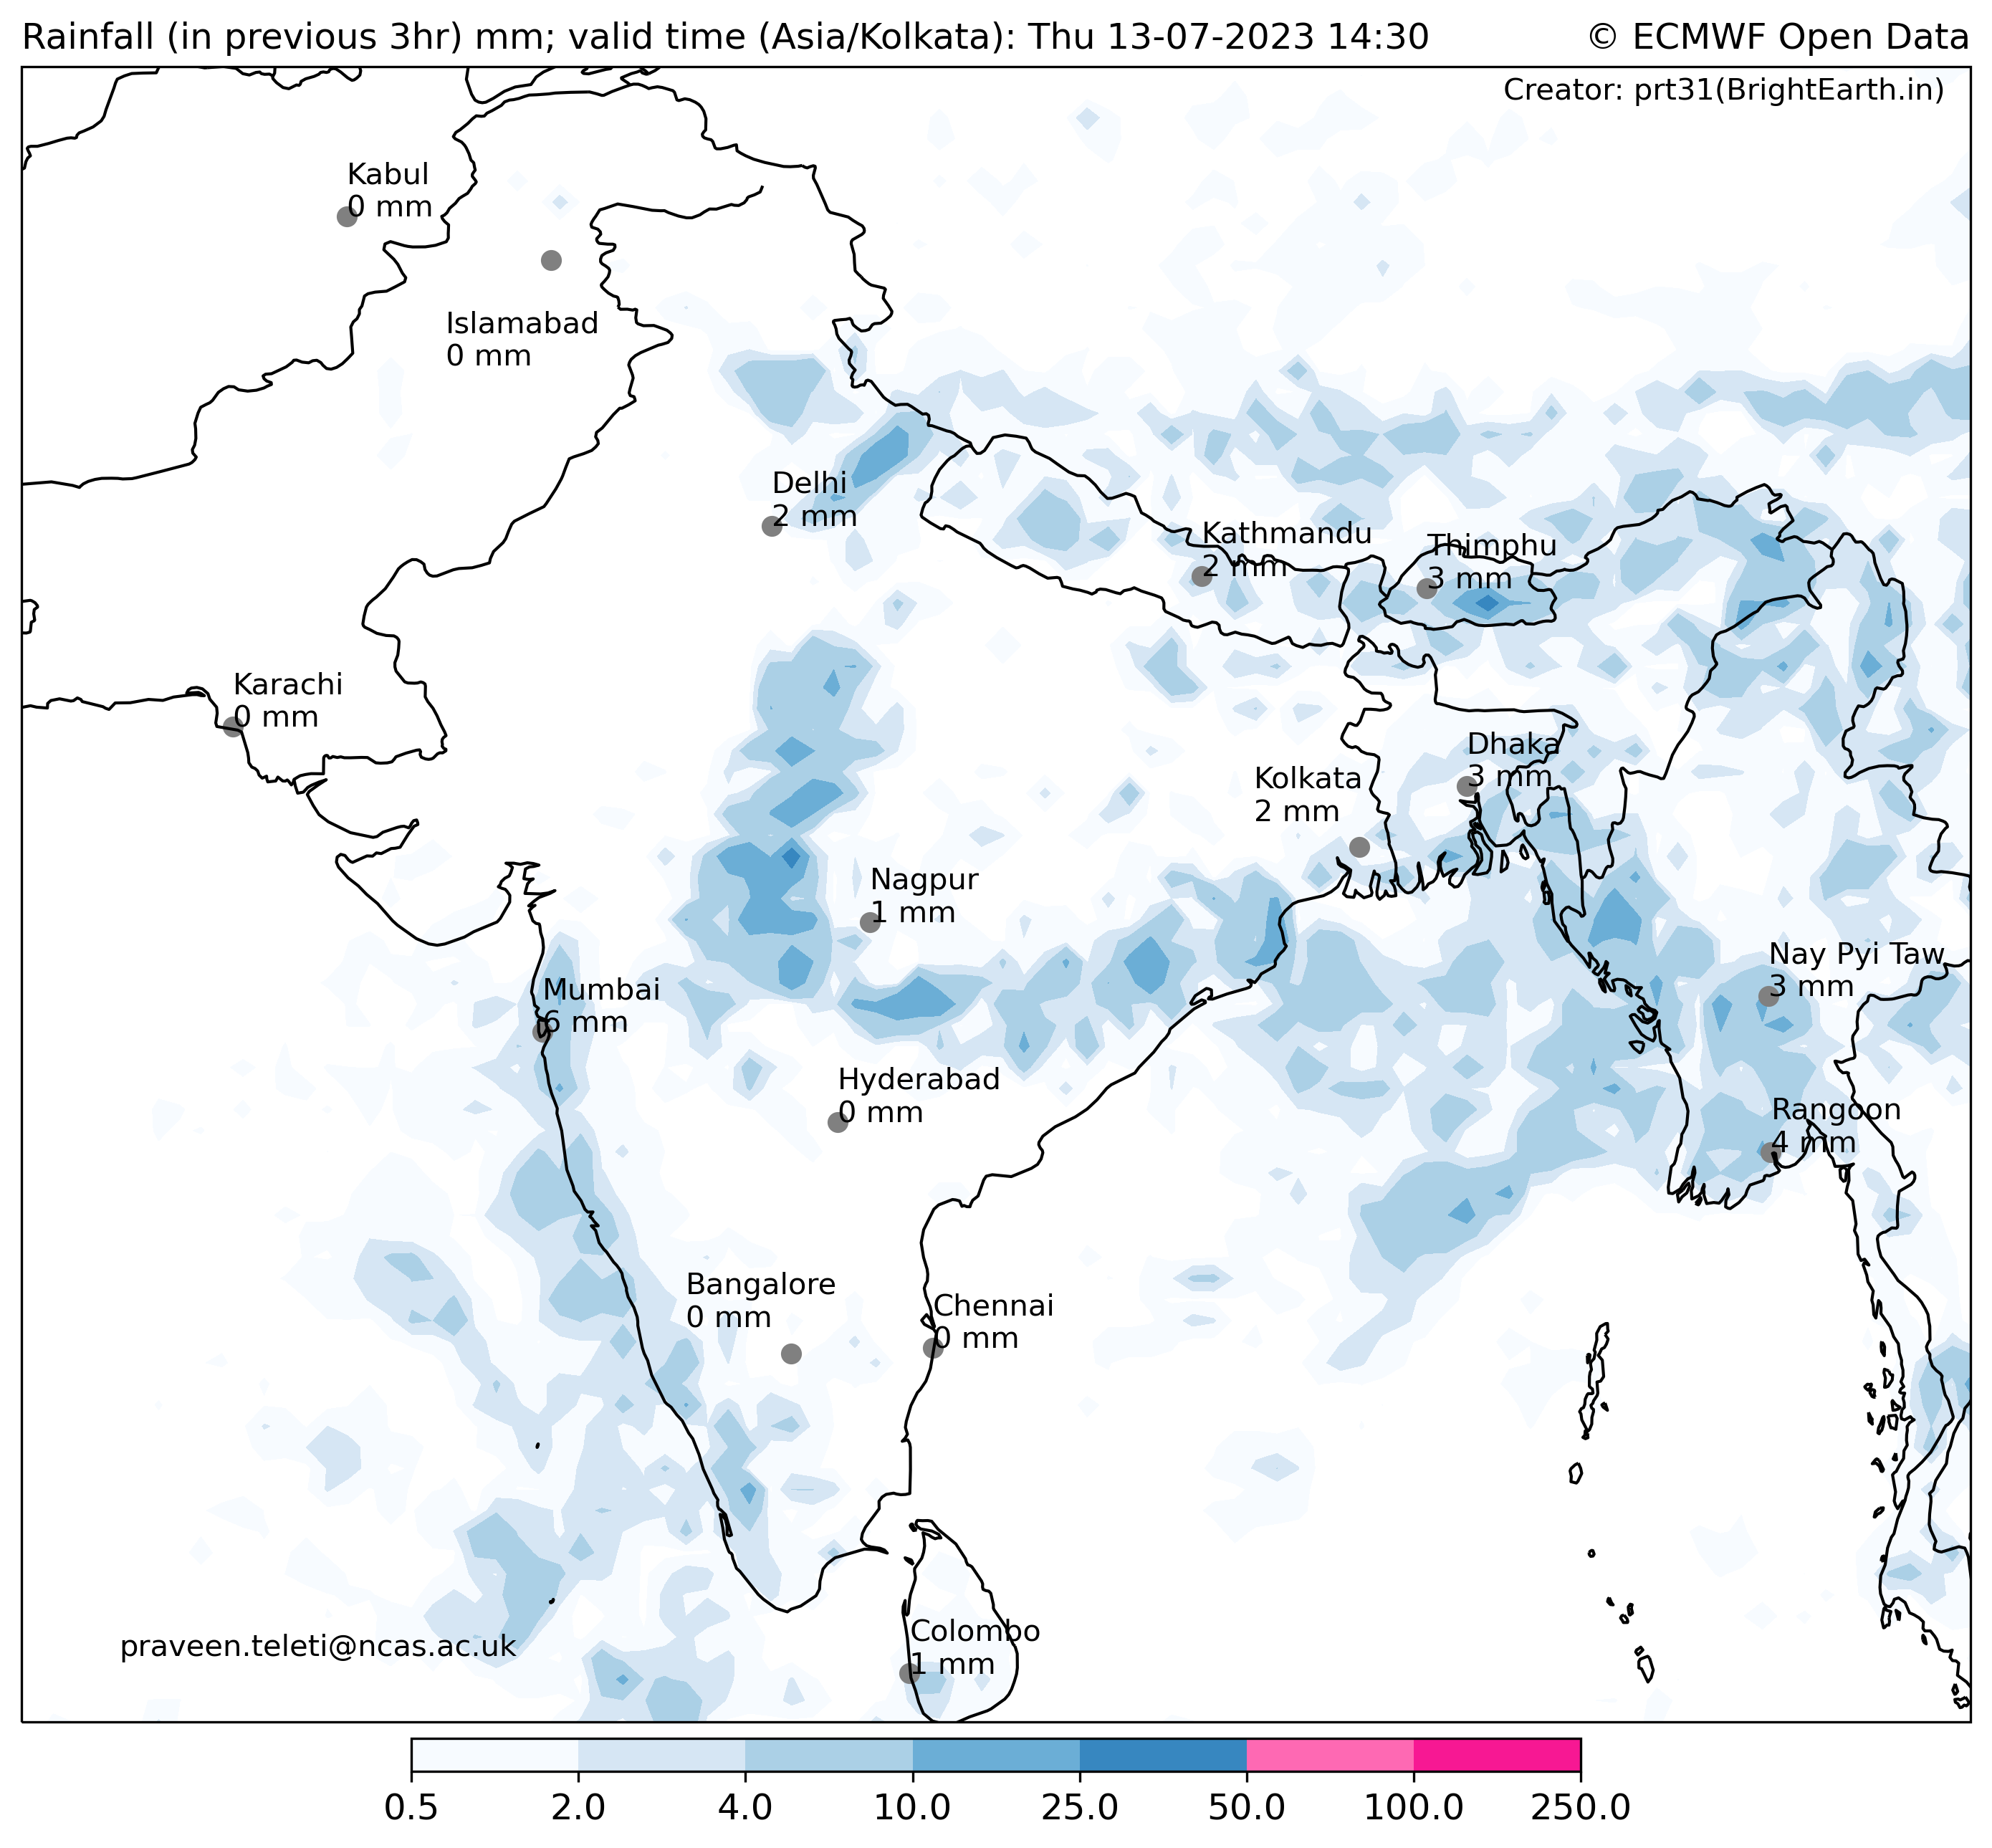 Rainfall (in previous 3hr) mm; valid time (Asia/Kolkata): Thu 13-07-2023 14:30
© ECMWF Open Data
Creator: prt31(BrightEarth.in)
Kabul
0 mm
Islamabad
0 mm
Delhi
2 mm
Kathmandu
2 mm
Thimphu
3 mm
Karachi
0 mm
Dhaka
3 mm
Kolkata
2 mm
Nagpur
1 mm
Nay Pyi Taw
3 mm
Mumbai
6 mm
Hyderabad
0 mm
Rangoon
4 mm
Bangalore
0 mm
Chennai
0 mm
Colombo
1 mm
praveen.teleti@ncas.ac.uk
0.5 2.0 4.0 10.0 25.0 50.0 100.0 250.0